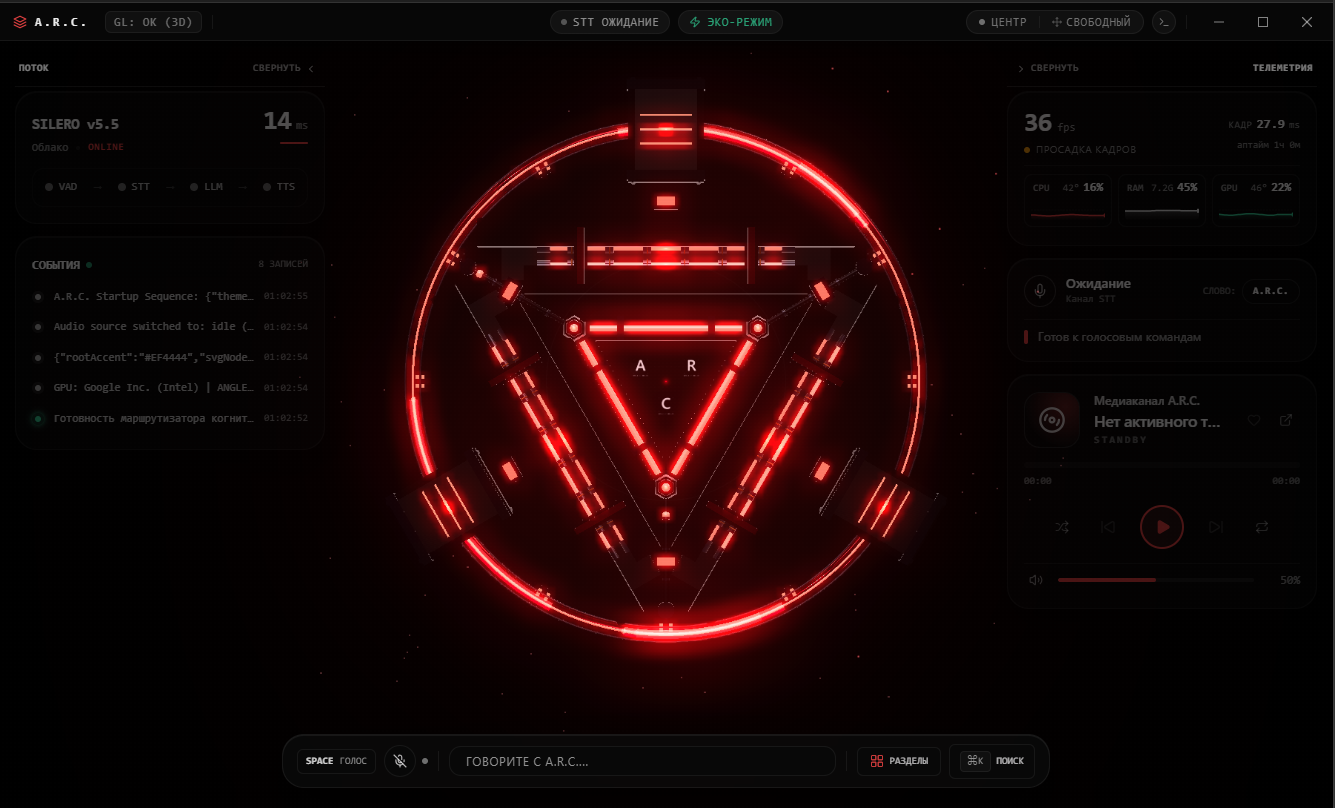 A.R.C.
GL: OK (3D)
STT ОЖИДАНИЕ
ЭКО-РЕЖИМ
ЦЕНТР
СВОБОДНЫЙ
ПОТОК
СВЕРНУТЬ
SILERO v5.5
14 ms
Облако · ONLINE
VAD → STT → LLM → TTS
СОБЫТИЯ
8 ЗАПИСЕЙ
A.R.C. Startup Sequence: {"theme… 01:02:55
Audio source switched to: idle (… 01:02:54
{"rootAccent":"#EF4444","svgNode… 01:02:54
GPU: Google Inc. (Intel) | ANGLE… 01:02:54
Готовность маршрутизатора когнит… 01:02:52
A R
C
СВЕРНУТЬ
ТЕЛЕМЕТРИЯ
36 fps
КАДР 27.9 ms
ПРОСАДКА КАДРОВ
аптайм 1ч 0м
CPU 42° 16%
RAM 7.2G 45%
GPU 46° 22%
Ожидание
Канал STT
СЛОВО: A.R.C.
Готов к голосовым командам
Медиаканал A.R.C.
Нет активного т...
STANDBY
00:00
00:00
50%
SPACE ГОЛОС
ГОВОРИТЕ С A.R.C....
РАЗДЕЛЫ
⌘K ПОИСК